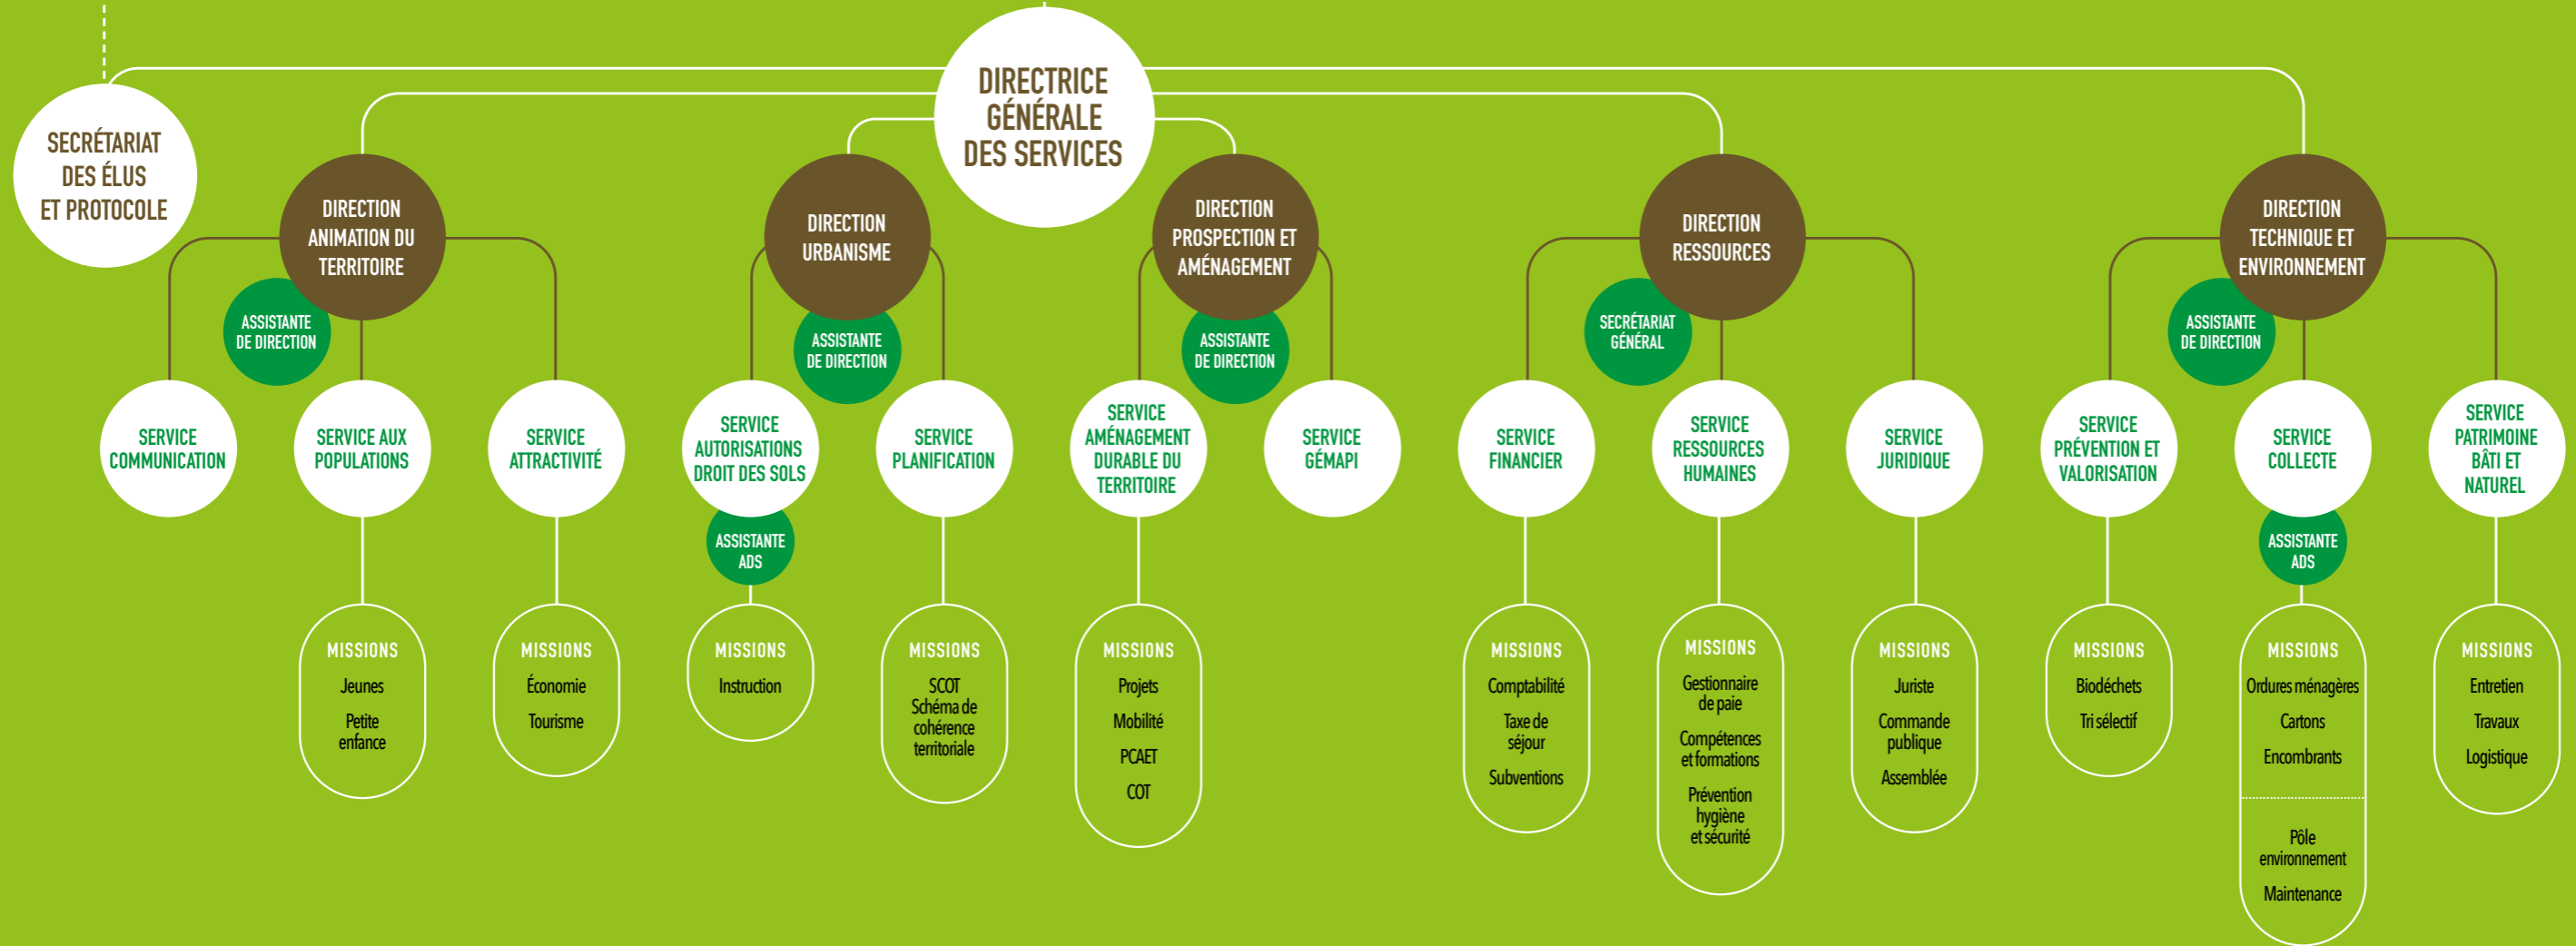 DIRECTRICE
GÉNÉRALE
DES SERVICES
SECRÉTARIAT
DES ÉLUS
ET PROTOCOLE
DIRECTION
ANIMATION DU
TERRITOIRE
ASSISTANTE
DE DIRECTION
SERVICE
COMMUNICATION
SERVICE AUX
POPULATIONS
MISSIONS
Jeunes
Petite
enfance
SERVICE
ATTRACTIVITÉ
MISSIONS
Économie
Tourisme
DIRECTION
URBANISME
ASSISTANTE
DE DIRECTION
SERVICE
AUTORISATIONS
DROIT DES SOLS
ASSISTANTE
ADS
MISSIONS
Instruction
SERVICE
PLANIFICATION
MISSIONS
SCOT
Schéma de
cohérence
territoriale
DIRECTION
PROSPECTION ET
AMÉNAGEMENT
ASSISTANTE
DE DIRECTION
SERVICE
AMÉNAGEMENT
DURABLE DU
TERRITOIRE
MISSIONS
Projets
Mobilité
PCAET
COT
SERVICE
GÉMAPI
DIRECTION
RESSOURCES
SECRÉTARIAT
GÉNÉRAL
SERVICE
FINANCIER
MISSIONS
Comptabilité
Taxe de
séjour
Subventions
SERVICE
RESSOURCES
HUMAINES
MISSIONS
Gestionnaire
de paie
Compétences
et formations
Prévention
hygiène
et sécurité
SERVICE
JURIDIQUE
MISSIONS
Juriste
Commande
publique
Assemblée
DIRECTION
TECHNIQUE ET
ENVIRONNEMENT
ASSISTANTE
DE DIRECTION
SERVICE
PRÉVENTION ET
VALORISATION
MISSIONS
Biodéchets
Tri sélectif
SERVICE
COLLECTE
ASSISTANTE
ADS
MISSIONS
Ordures ménagères
Cartons
Encombrants
Pôle
environnement
Maintenance
SERVICE
PATRIMOINE
BÂTI ET
NATUREL
MISSIONS
Entretien
Travaux
Logistique